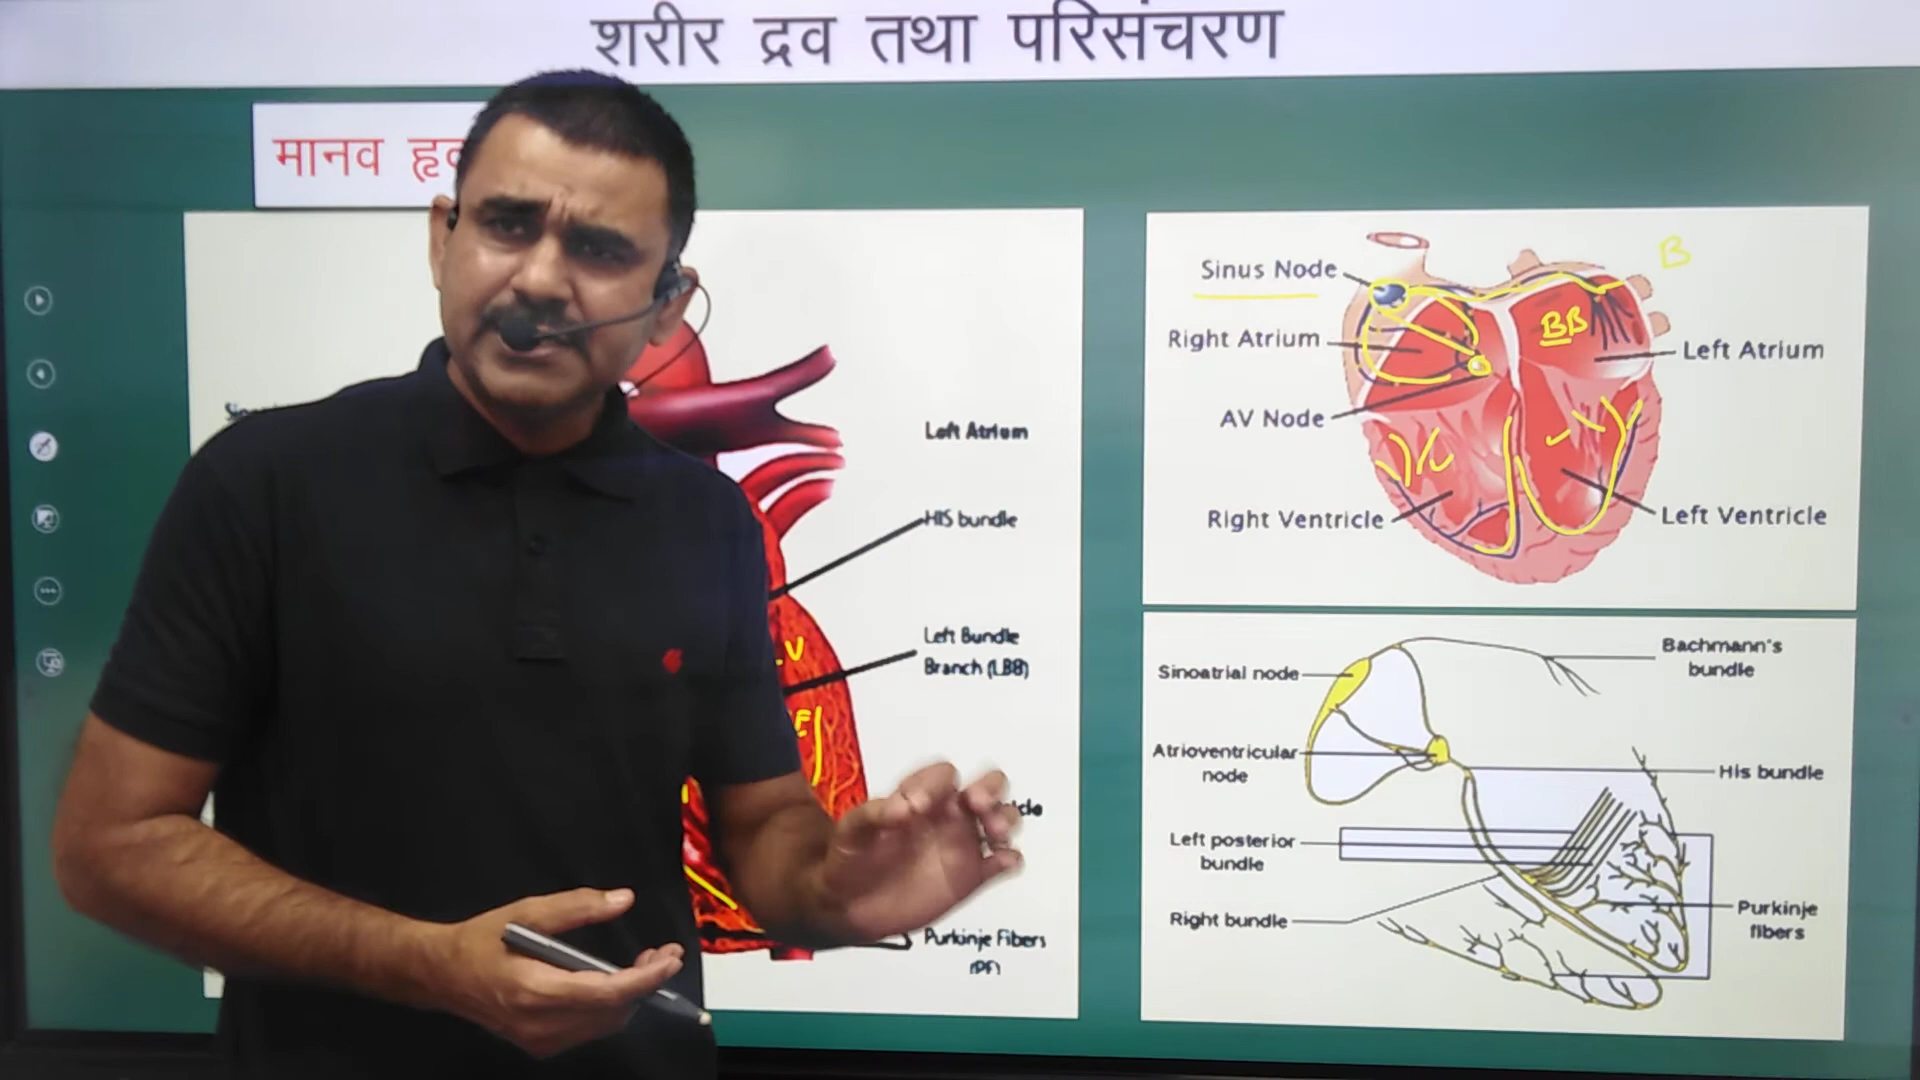 शरीर द्रव तथा परिसंचरण
मानव
Left Atrium
HIS bundle
Left Bundle
Branch (LBB)
Purkinje Fibers
(PF)
V
F
Sinus Node
Right Atrium
AV Node
Right Ventricle
Left Atrium
Left Ventricle
B
BB
Sinoatrial node
Atrioventricular
node
Left posterior
bundle
Right bundle
Bachmann's
bundle
His bundle
Purkinje
fibers